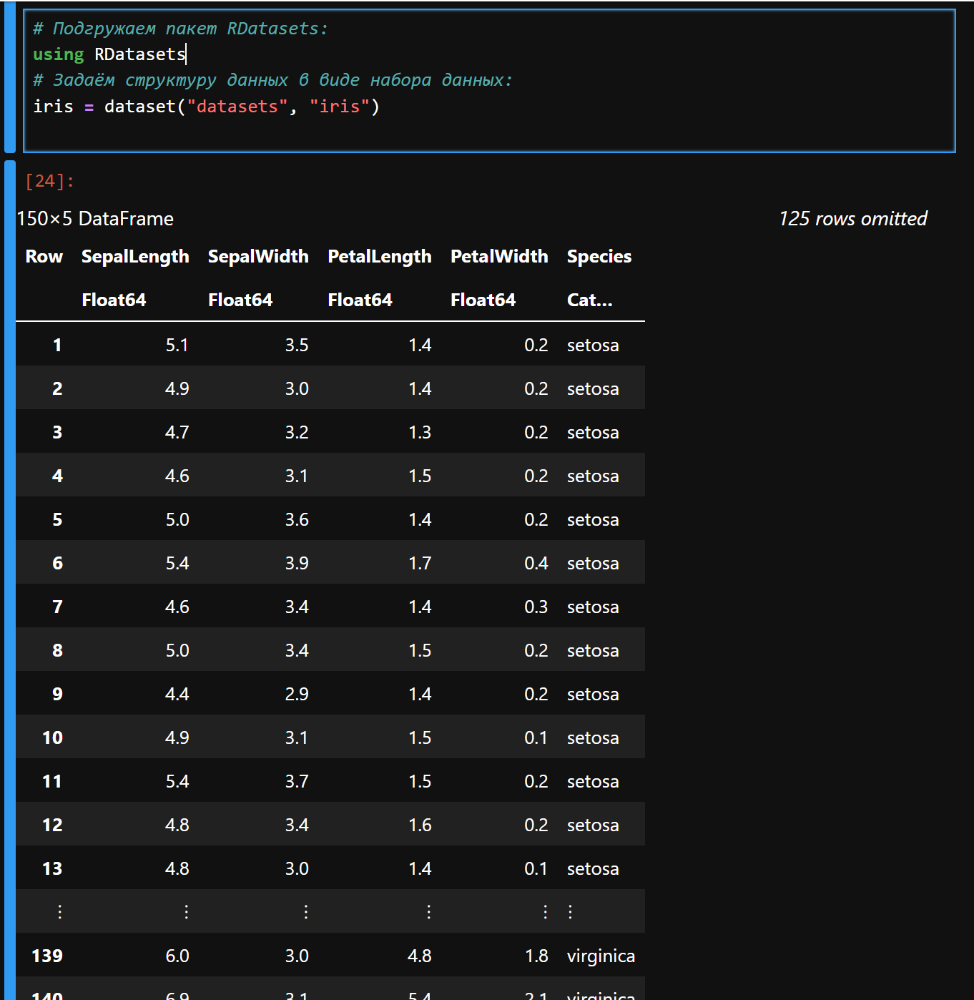 # Подгружаем пакет RDatasets:
using RDatasets
# Задаём структуру данных в виде набора данных:
iris = dataset("datasets", "iris")
[24]:
150×5 DataFrame 125 rows omitted
Row SepalLength SepalWidth PetalLength PetalWidth Species
Float64 Float64 Float64 Float64 Cat…
1 5.1 3.5 1.4 0.2 setosa
2 4.9 3.0 1.4 0.2 setosa
3 4.7 3.2 1.3 0.2 setosa
4 4.6 3.1 1.5 0.2 setosa
5 5.0 3.6 1.4 0.2 setosa
6 5.4 3.9 1.7 0.4 setosa
7 4.6 3.4 1.4 0.3 setosa
8 5.0 3.4 1.5 0.2 setosa
9 4.4 2.9 1.4 0.2 setosa
10 4.9 3.1 1.5 0.1 setosa
11 5.4 3.7 1.5 0.2 setosa
12 4.8 3.4 1.6 0.2 setosa
13 4.8 3.0 1.4 0.1 setosa
⋮ ⋮ ⋮ ⋮ ⋮ ⋮
139 6.0 3.0 4.8 1.8 virginica
140 6.9 3.1 5.4 2.1 virginica